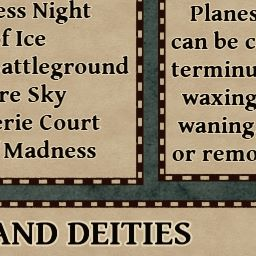 ess Night
f Ice
attleground
re Sky
erie Court
Madness
Planes
can be c
terminu
waxing
waning
or remo
AND DEITIES